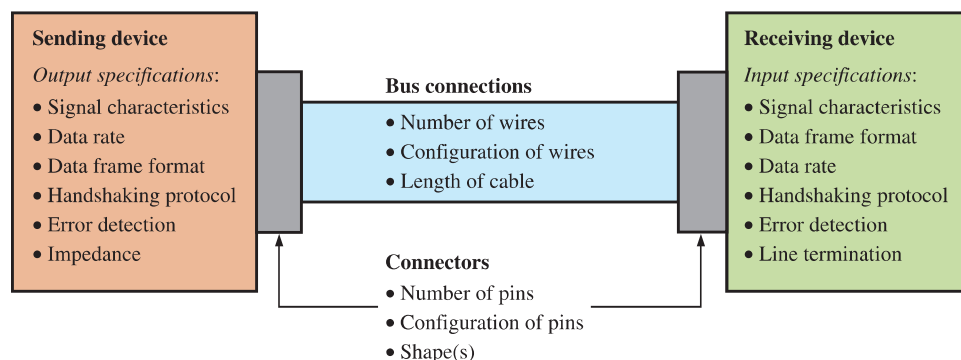 Sending device
Output specifications:
• Signal characteristics
• Data rate
• Data frame format
• Handshaking protocol
• Error detection
• Impedance
Bus connections
• Number of wires
• Configuration of wires
• Length of cable
Connectors
• Number of pins
• Configuration of pins
• Shape(s)
Receiving device
Input specifications:
• Signal characteristics
• Data frame format
• Data rate
• Handshaking protocol
• Error detection
• Line termination